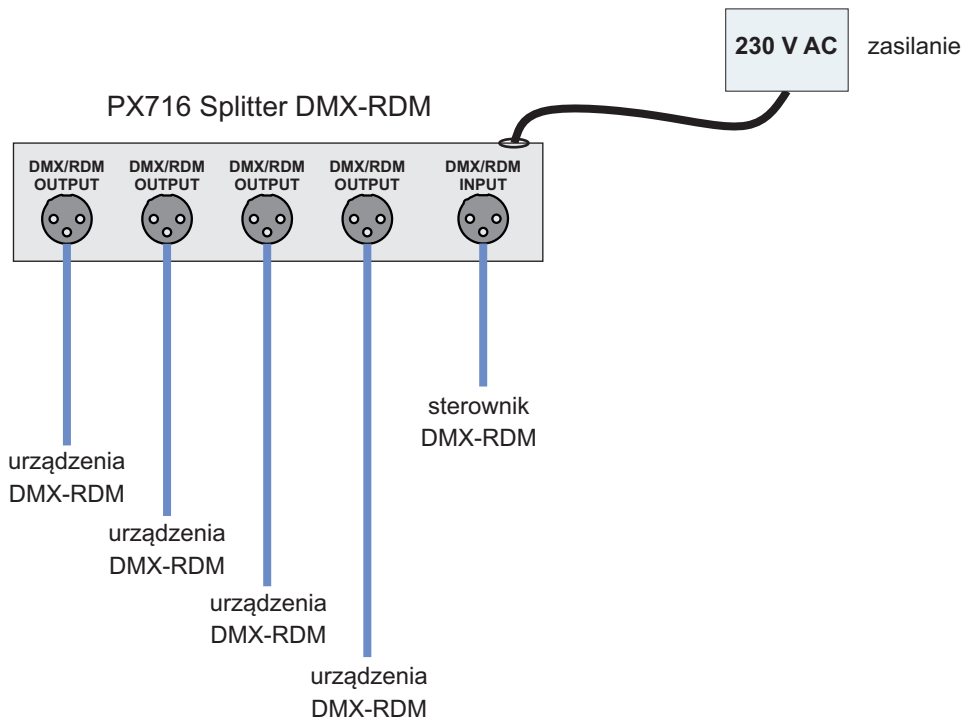 230 V AC
zasilanie
PX716 Splitter DMX-RDM
DMX/RDM
OUTPUT
DMX/RDM
OUTPUT
DMX/RDM
OUTPUT
DMX/RDM
OUTPUT
DMX/RDM
INPUT
sterownik
DMX-RDM
urządzenia
DMX-RDM
urządzenia
DMX-RDM
urządzenia
DMX-RDM
urządzenia
DMX-RDM